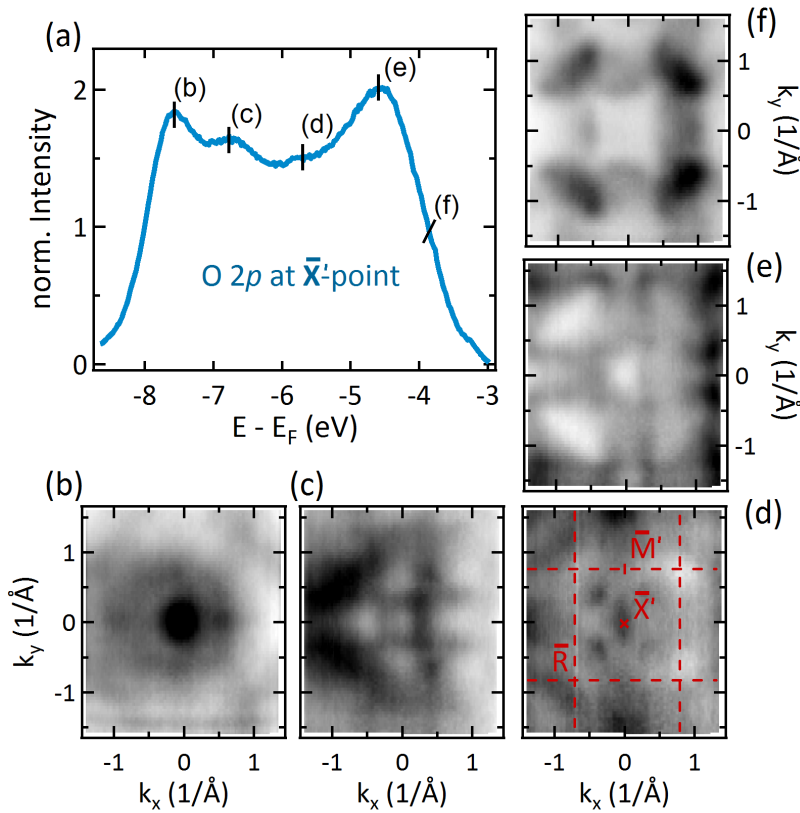 (a)
(b)
(c)
(d)
(e)
(f)
O 2p at X̄'-point
norm. Intensity
2
1
0
-8
-7
-6
-5
-4
-3
E - E_F (eV)
(f)
1
0
-1
k_y (1/Å)
(e)
1
0
-1
k_y (1/Å)
(b)
1
0
-1
k_y (1/Å)
-1
0
1
k_x (1/Å)
(c)
-1
0
1
k_x (1/Å)
(d)
M̄'
X̄'
R̄
-1
0
1
k_x (1/Å)